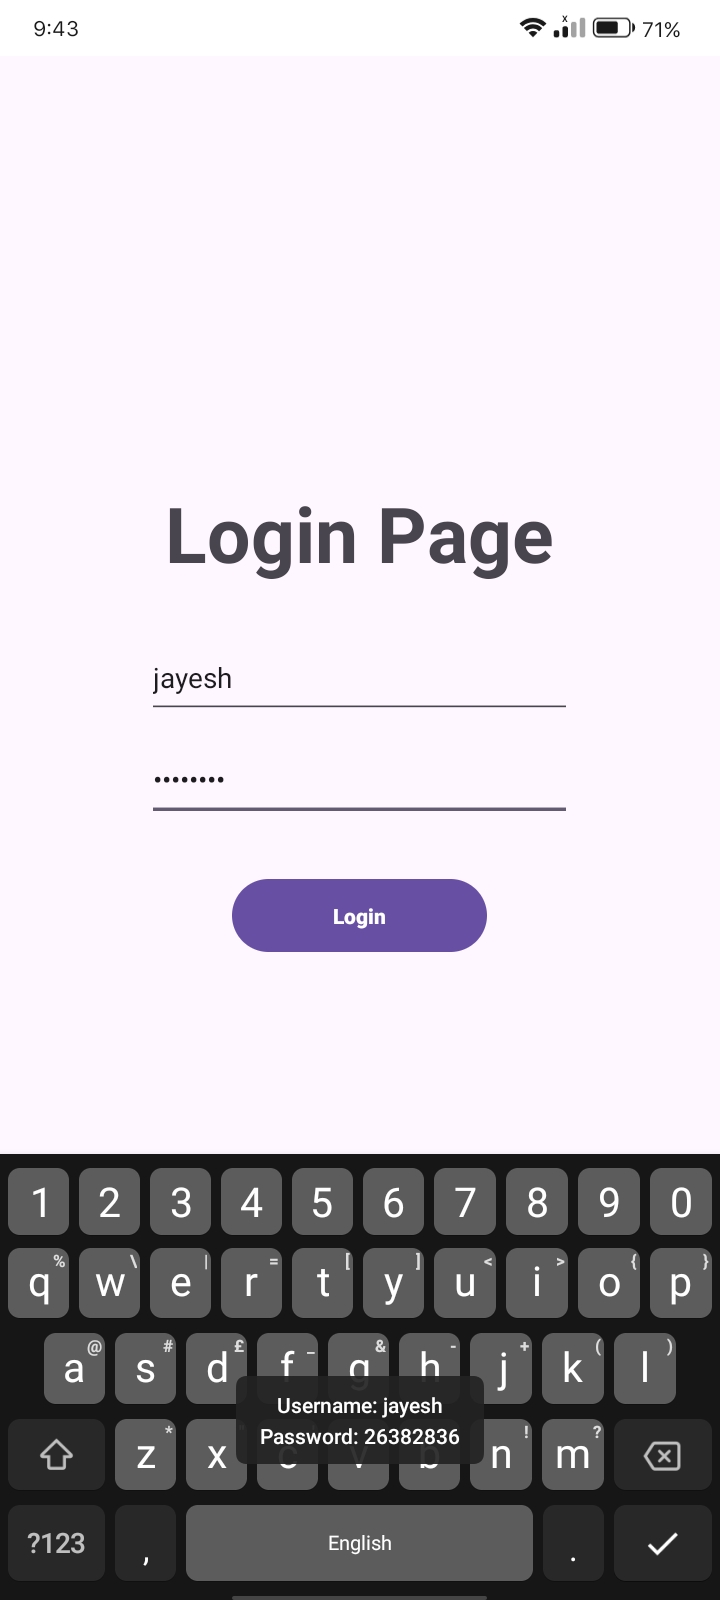 9:43 x 71%
Login Page
jayesh
••••••••
Login
1 2 3 4 5 6 7 8 9 0
q % w \ e | r = t [ y ] u < i > o { p }
a @ s # d £ f _ g & h - j + k ( l )
Username: jayesh
Password: 26382836
z * x c v b n ! m ?
?123 , English .